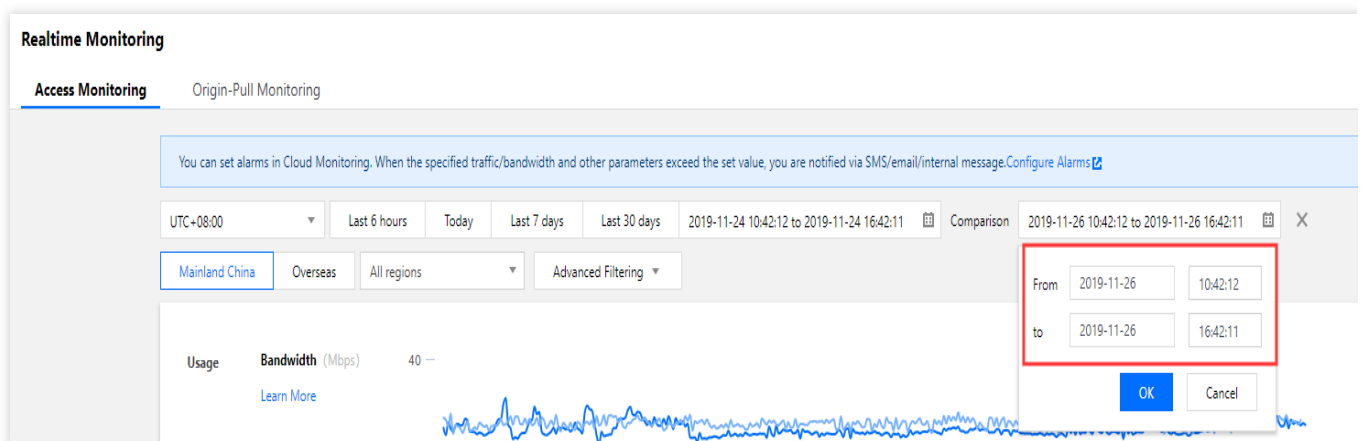 Realtime Monitoring
Access Monitoring Origin-Pull Monitoring
You can set alarms in Cloud Monitoring. When the specified traffic/bandwidth and other parameters exceed the set value, you are notified via SMS/email/internal message.Configure Alarms
UTC+08:00 Last 6 hours Today Last 7 days Last 30 days 2019-11-24 10:42:12 to 2019-11-24 16:42:11 Comparison 2019-11-26 10:42:12 to 2019-11-26 16:42:11
Mainland China Overseas All regions Advanced Filtering
From 2019-11-26 10:42:12
to 2019-11-26 16:42:11
Usage Bandwidth (Mbps) 40
Learn More
OK Cancel